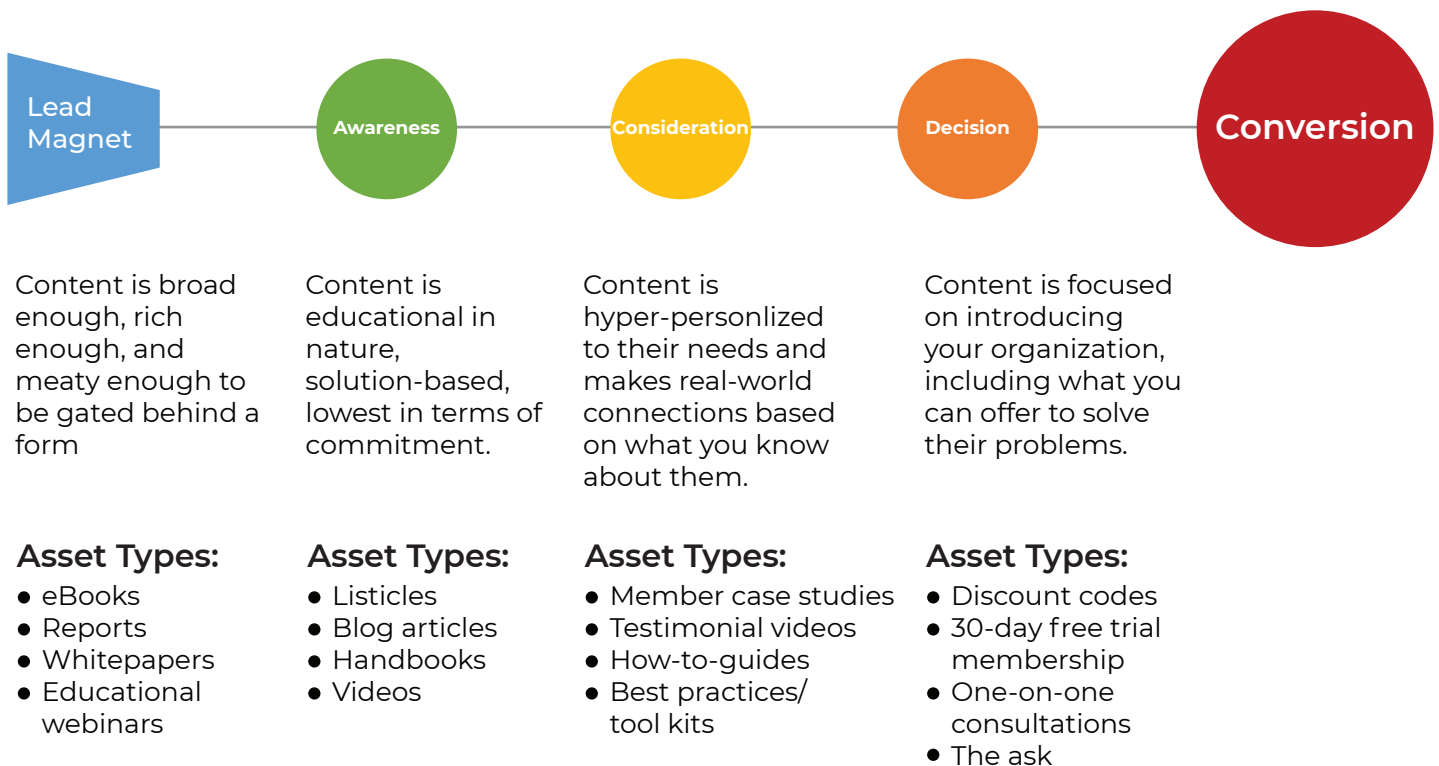 Lead
Magnet
Awareness
Consideration
Decision
Conversion
Content is broad
enough, rich
enough, and
meaty enough to
be gated behind a
form
Content is
educational in
nature,
solution-based,
lowest in terms of
commitment.
Content is
hyper-personlized
to their needs and
makes real-world
connections based
on what you know
about them.
Content is focused
on introducing
your organization,
including what you
can offer to solve
their problems.
Asset Types:
● eBooks
● Reports
● Whitepapers
● Educational
webinars
Asset Types:
● Listicles
● Blog articles
● Handbooks
● Videos
Asset Types:
● Member case studies
● Testimonial videos
● How-to-guides
● Best practices/
tool kits
Asset Types:
● Discount codes
● 30-day free trial
membership
● One-on-one
consultations
● The ask